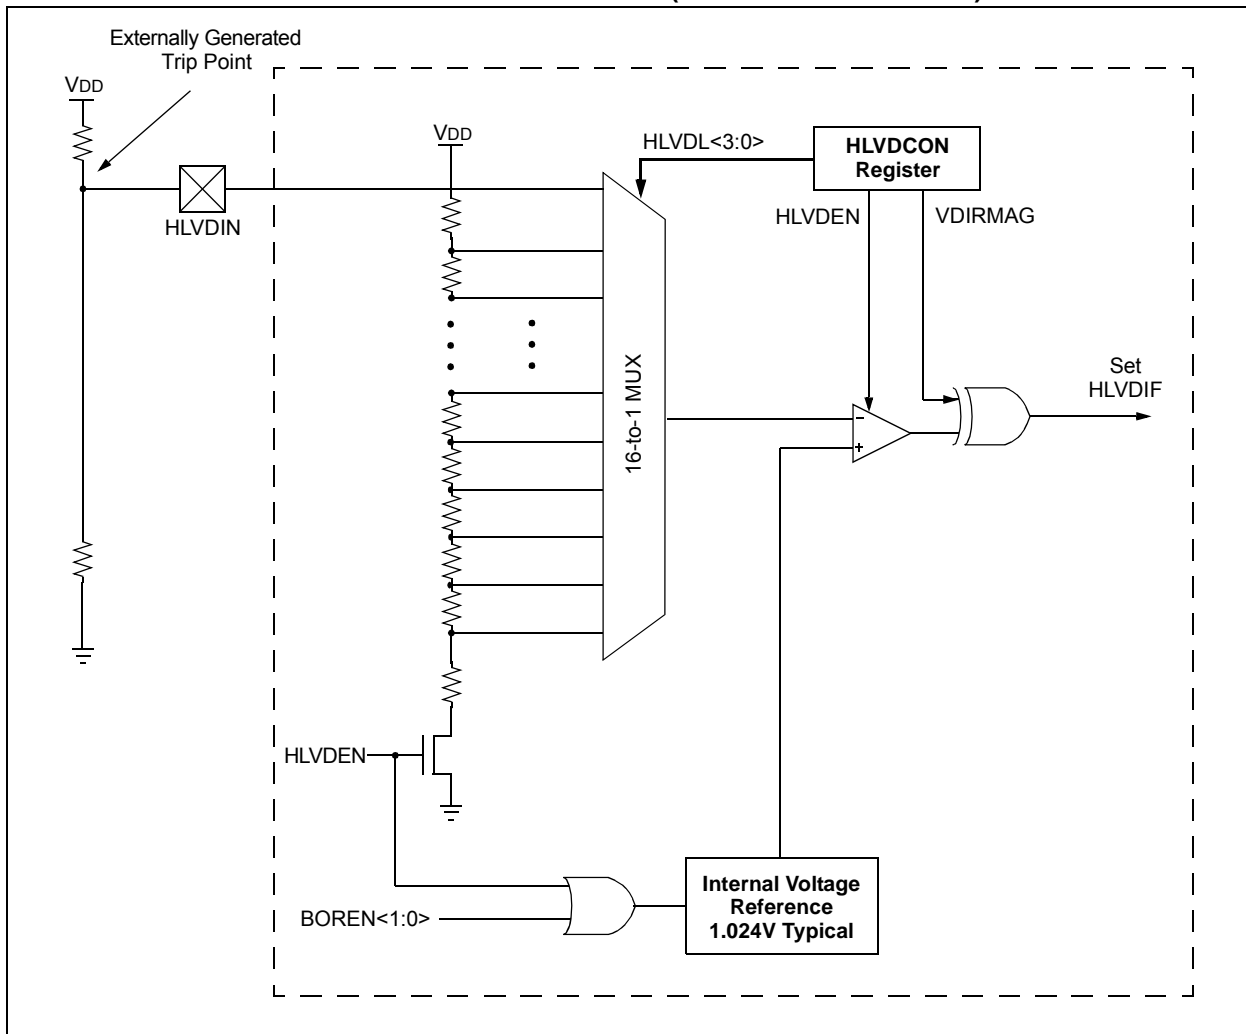 Externally Generated
Trip Point
VDD
VDD
HLVDL<3:0>
HLVDCON
Register
HLVDIN
HLVDEN
VDIRMAG
16-to-1 MUX
Set
HLVDIF
-
+
HLVDEN
BOREN<1:0>
Internal Voltage
Reference
1.024V Typical